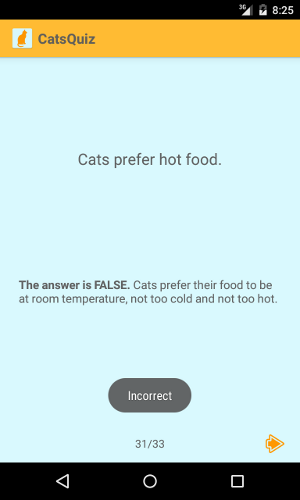 3G 8:25
CatsQuiz
Cats prefer hot food.
The answer is FALSE. Cats prefer their food to be
at room temperature, not too cold and not too hot.
Incorrect
31/33